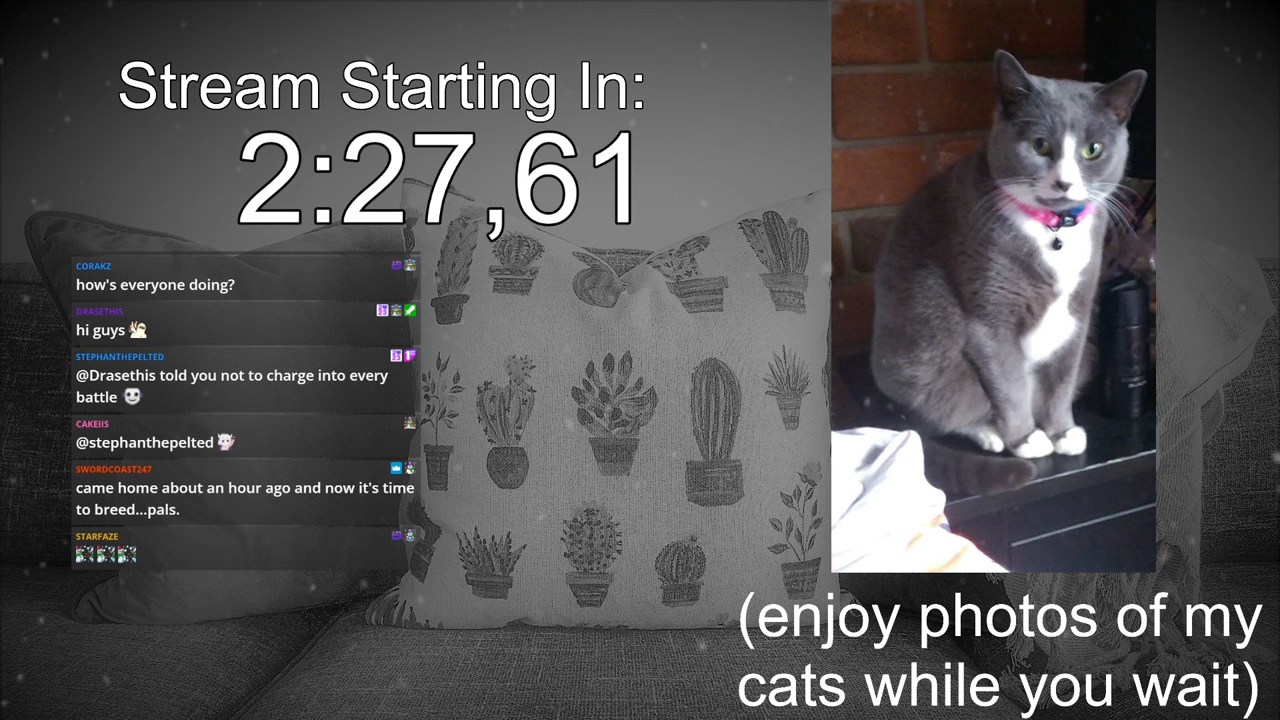 Stream Starting In:
2:27,61
CORAKZ
how's everyone doing?
DRASETHIS
hi guys
STEPHANTHEPELTED
@Drasethis told you not to charge into every
battle
CAKEIIS
@stephanthepelted
SWORDCOAST247
came home about an hour ago and now it's time
to breed...pals.
STARFAZE
(enjoy photos of my
cats while you wait)